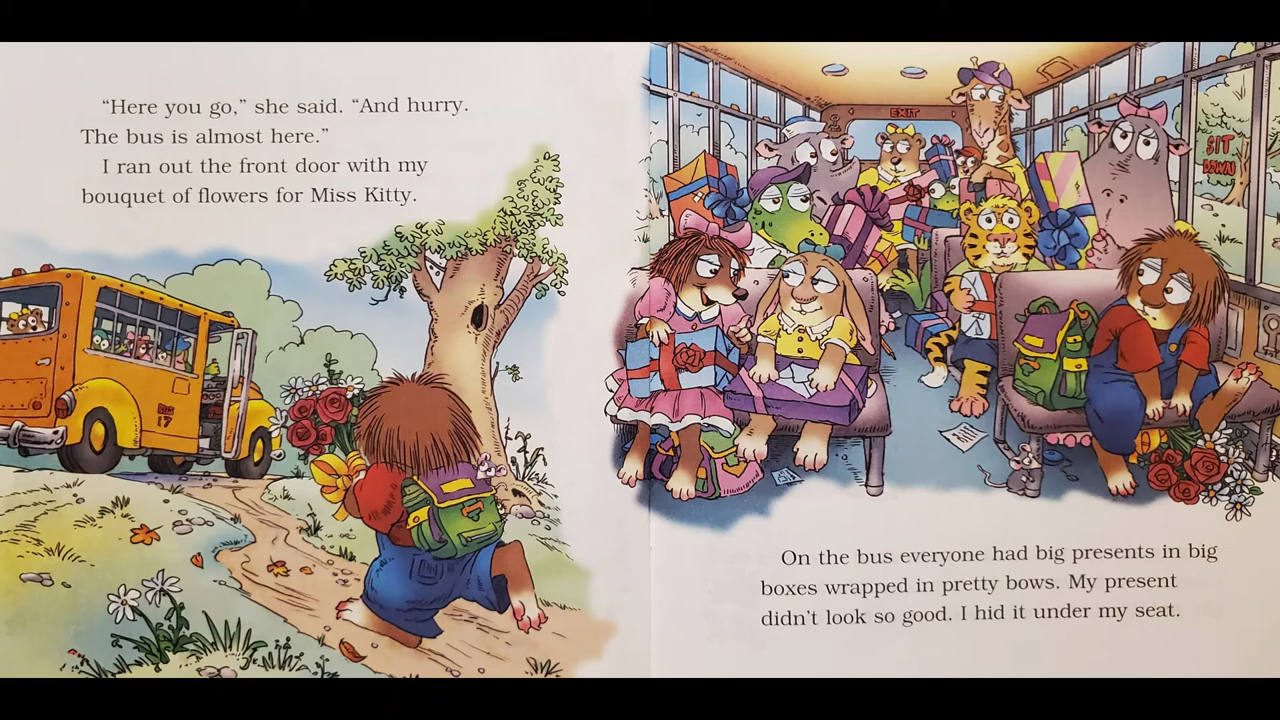 “Here you go,” she said. “And hurry.
The bus is almost here.”
I ran out the front door with my
bouquet of flowers for Miss Kitty.
BUS
17
EXIT
SIT
DOWN
On the bus everyone had big presents in big
boxes wrapped in pretty bows. My present
didn’t look so good. I hid it under my seat.